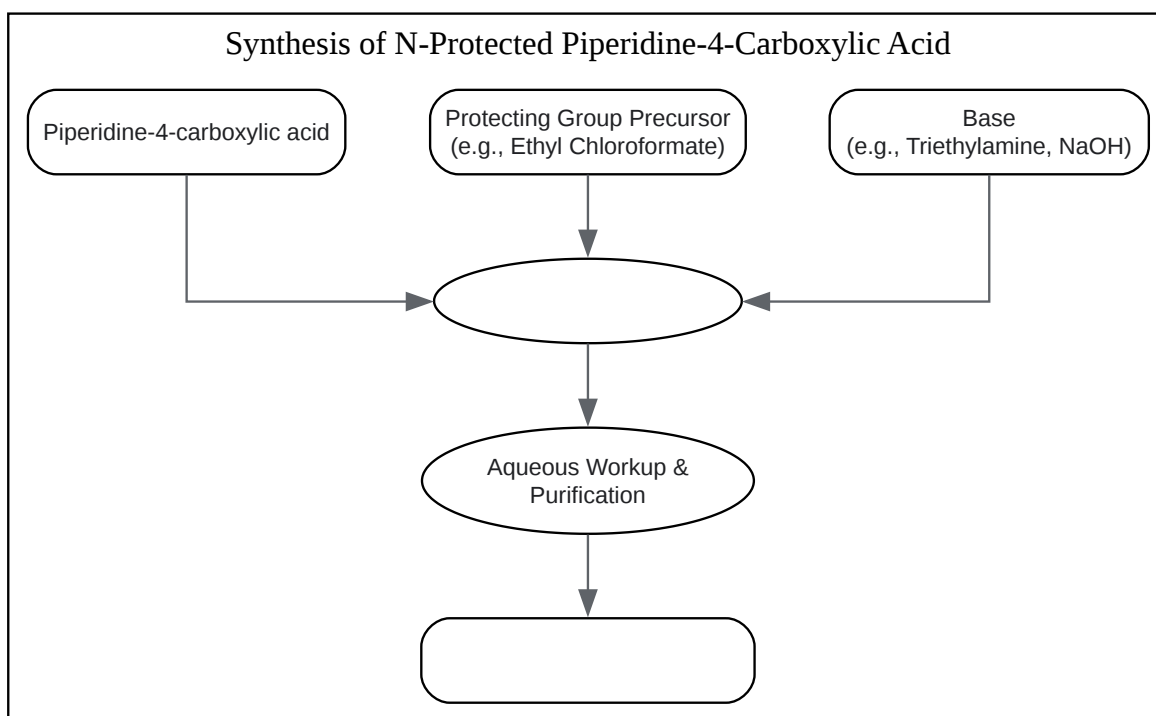 Synthesis of N-Protected Piperidine-4-Carboxylic Acid
Piperidine-4-carboxylic acid
Protecting Group Precursor
(e.g., Ethyl Chloroformate)
Base
(e.g., Triethylamine, NaOH)
Aqueous Workup &
Purification